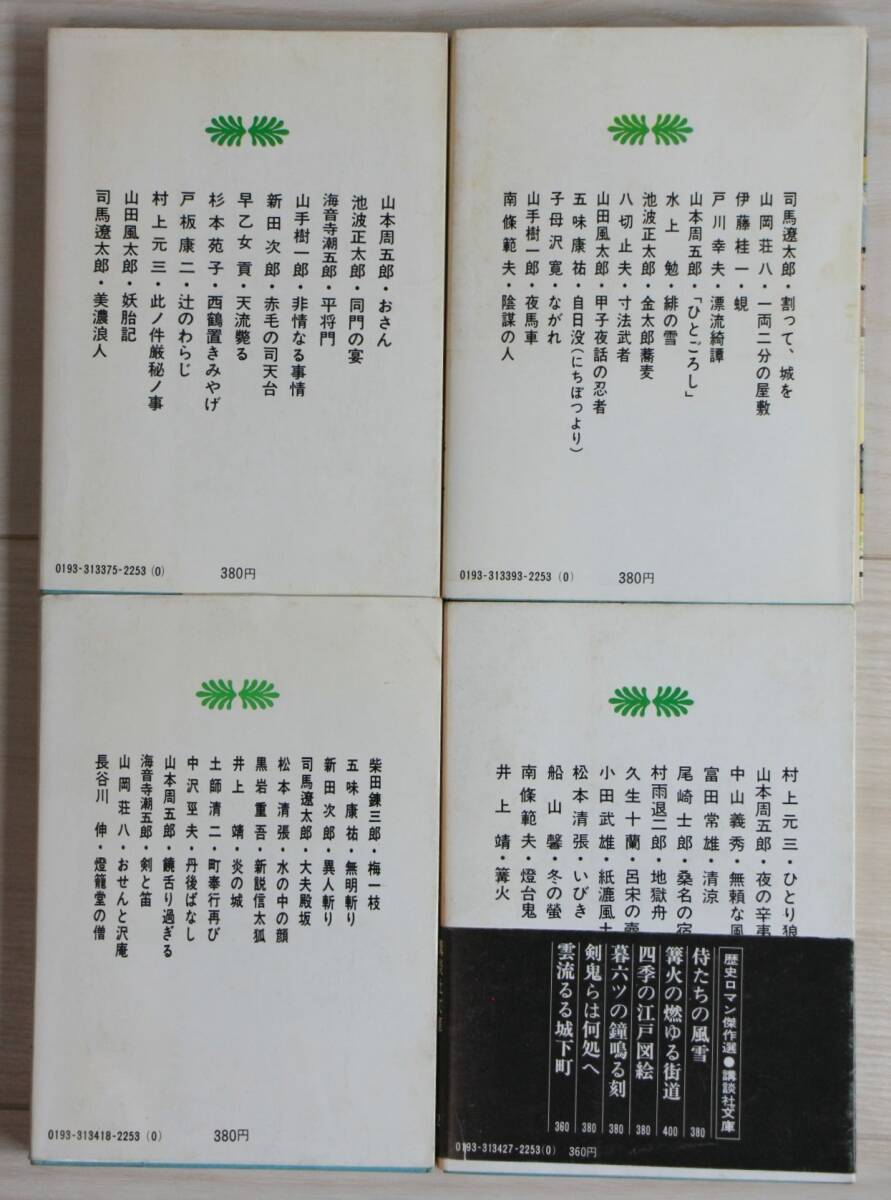 山本周五郎・おさん
池波正太郎・同門の宴
海音寺潮五郎・平将門
山手樹一郎・非情なる事情
新田次郎・赤毛の司天台
早乙女貢・天流斃る
杉本苑子・西鶴置きみやげ
戸板康二・辻のわらじ
村上元三・此ノ件厳秘ノ事
山田風太郎・妖胎記
司馬遼太郎・美濃浪人
0193-313375-2253 (0)
380円
司馬遼太郎・割って、城を
山岡荘八・一両二分の屋敷
伊藤桂一・蜆
戸川幸夫・漂流綺譚
山本周五郎・「ひとごろし」
水上勉・緋の雪
池波正太郎・金太郎蕎麦
八切止夫・寸法武者
山田風太郎・甲子夜話の忍者
五味康祐・自日没(にちぼつより)
子母沢寛・ながれ
山手樹一郎・夜馬車
南條範夫・陰謀の人
0193-313393-2253 (0)
380円
柴田錬三郎・梅一枝
五味康祐・無明斬り
新田次郎・異人斬り
司馬遼太郎・大夫殿坂
松本清張・水の中の顔
黒岩重吾・新説信太狐
井上靖・炎の城
土師清二・町奉行再び
中沢巠夫・丹後ばなし
山本周五郎・饒舌り過ぎる
海音寺潮五郎・剣と笛
山岡荘八・おせんと沢庵
長谷川伸・燈籠堂の僧
0193-313418-2253 (0)
380円
村上元三・ひとり狼
山本周五郎・夜の辛
中山義秀・無頼な
富田常雄・清涼
尾崎士郎・桑名の宿
村雨退二郎・地獄舟
久生十蘭・呂宋の壺
小田武雄・紙漉風土
松本清張・いびき
船山馨・冬の螢
南條範夫・燈台鬼
井上靖・篝火
歴史ロマン傑作選●講談社文庫
侍たちの風雪 380
篝火の燃ゆる街道 400
四季の江戸図絵 380
暮六ツの鐘鳴る刻 380
剣鬼らは何処へ 380
雲流るる城下町 360
0193-313427-2253 (0)
360円